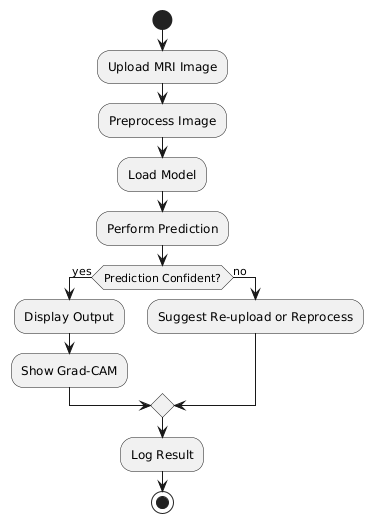 Upload MRI Image
Preprocess Image
Load Model
Perform Prediction
Prediction Confident?
yes
no
Display Output
Suggest Re-upload or Reprocess
Show Grad-CAM
Log Result